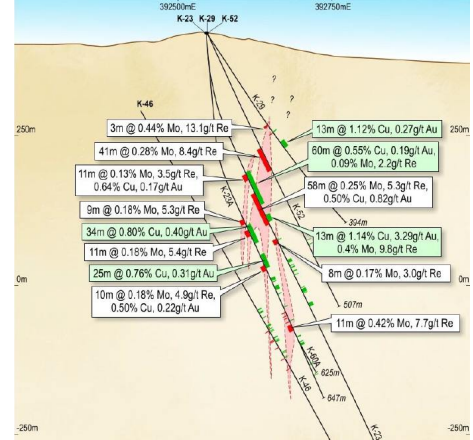 392500mE
392750mE
K-23 K-29 K-52
K-46
K-29
?
?
?
?
250m
250m
3m @ 0.44% Mo, 13.1g/t Re
13m @ 1.12% Cu, 0.27g/t Au
41m @ 0.28% Mo, 8.4g/t Re
60m @ 0.55% Cu, 0.19g/t Au,
0.09% Mo, 2.2g/t Re
11m @ 0.13% Mo, 3.5g/t Re,
0.64% Cu, 0.17g/t Au
58m @ 0.25% Mo, 5.3g/t Re,
0.50% Cu, 0.82g/t Au
K-23A
K-52
394m
9m @ 0.18% Mo, 5.3g/t Re
34m @ 0.80% Cu, 0.40g/t Au
13m @ 1.14% Cu, 3.29g/t Au,
0.4% Mo, 9.8g/t Re
11m @ 0.18% Mo, 5.4g/t Re
25m @ 0.76% Cu, 0.31g/t Au
8m @ 0.17% Mo, 3.0g/t Re
0m
0m
10m @ 0.18% Mo, 4.9g/t Re,
0.50% Cu, 0.22g/t Au
507m
11m @ 0.42% Mo, 7.7g/t Re
K-60A
625m
K-46
647m
K-23
-250m
-250m